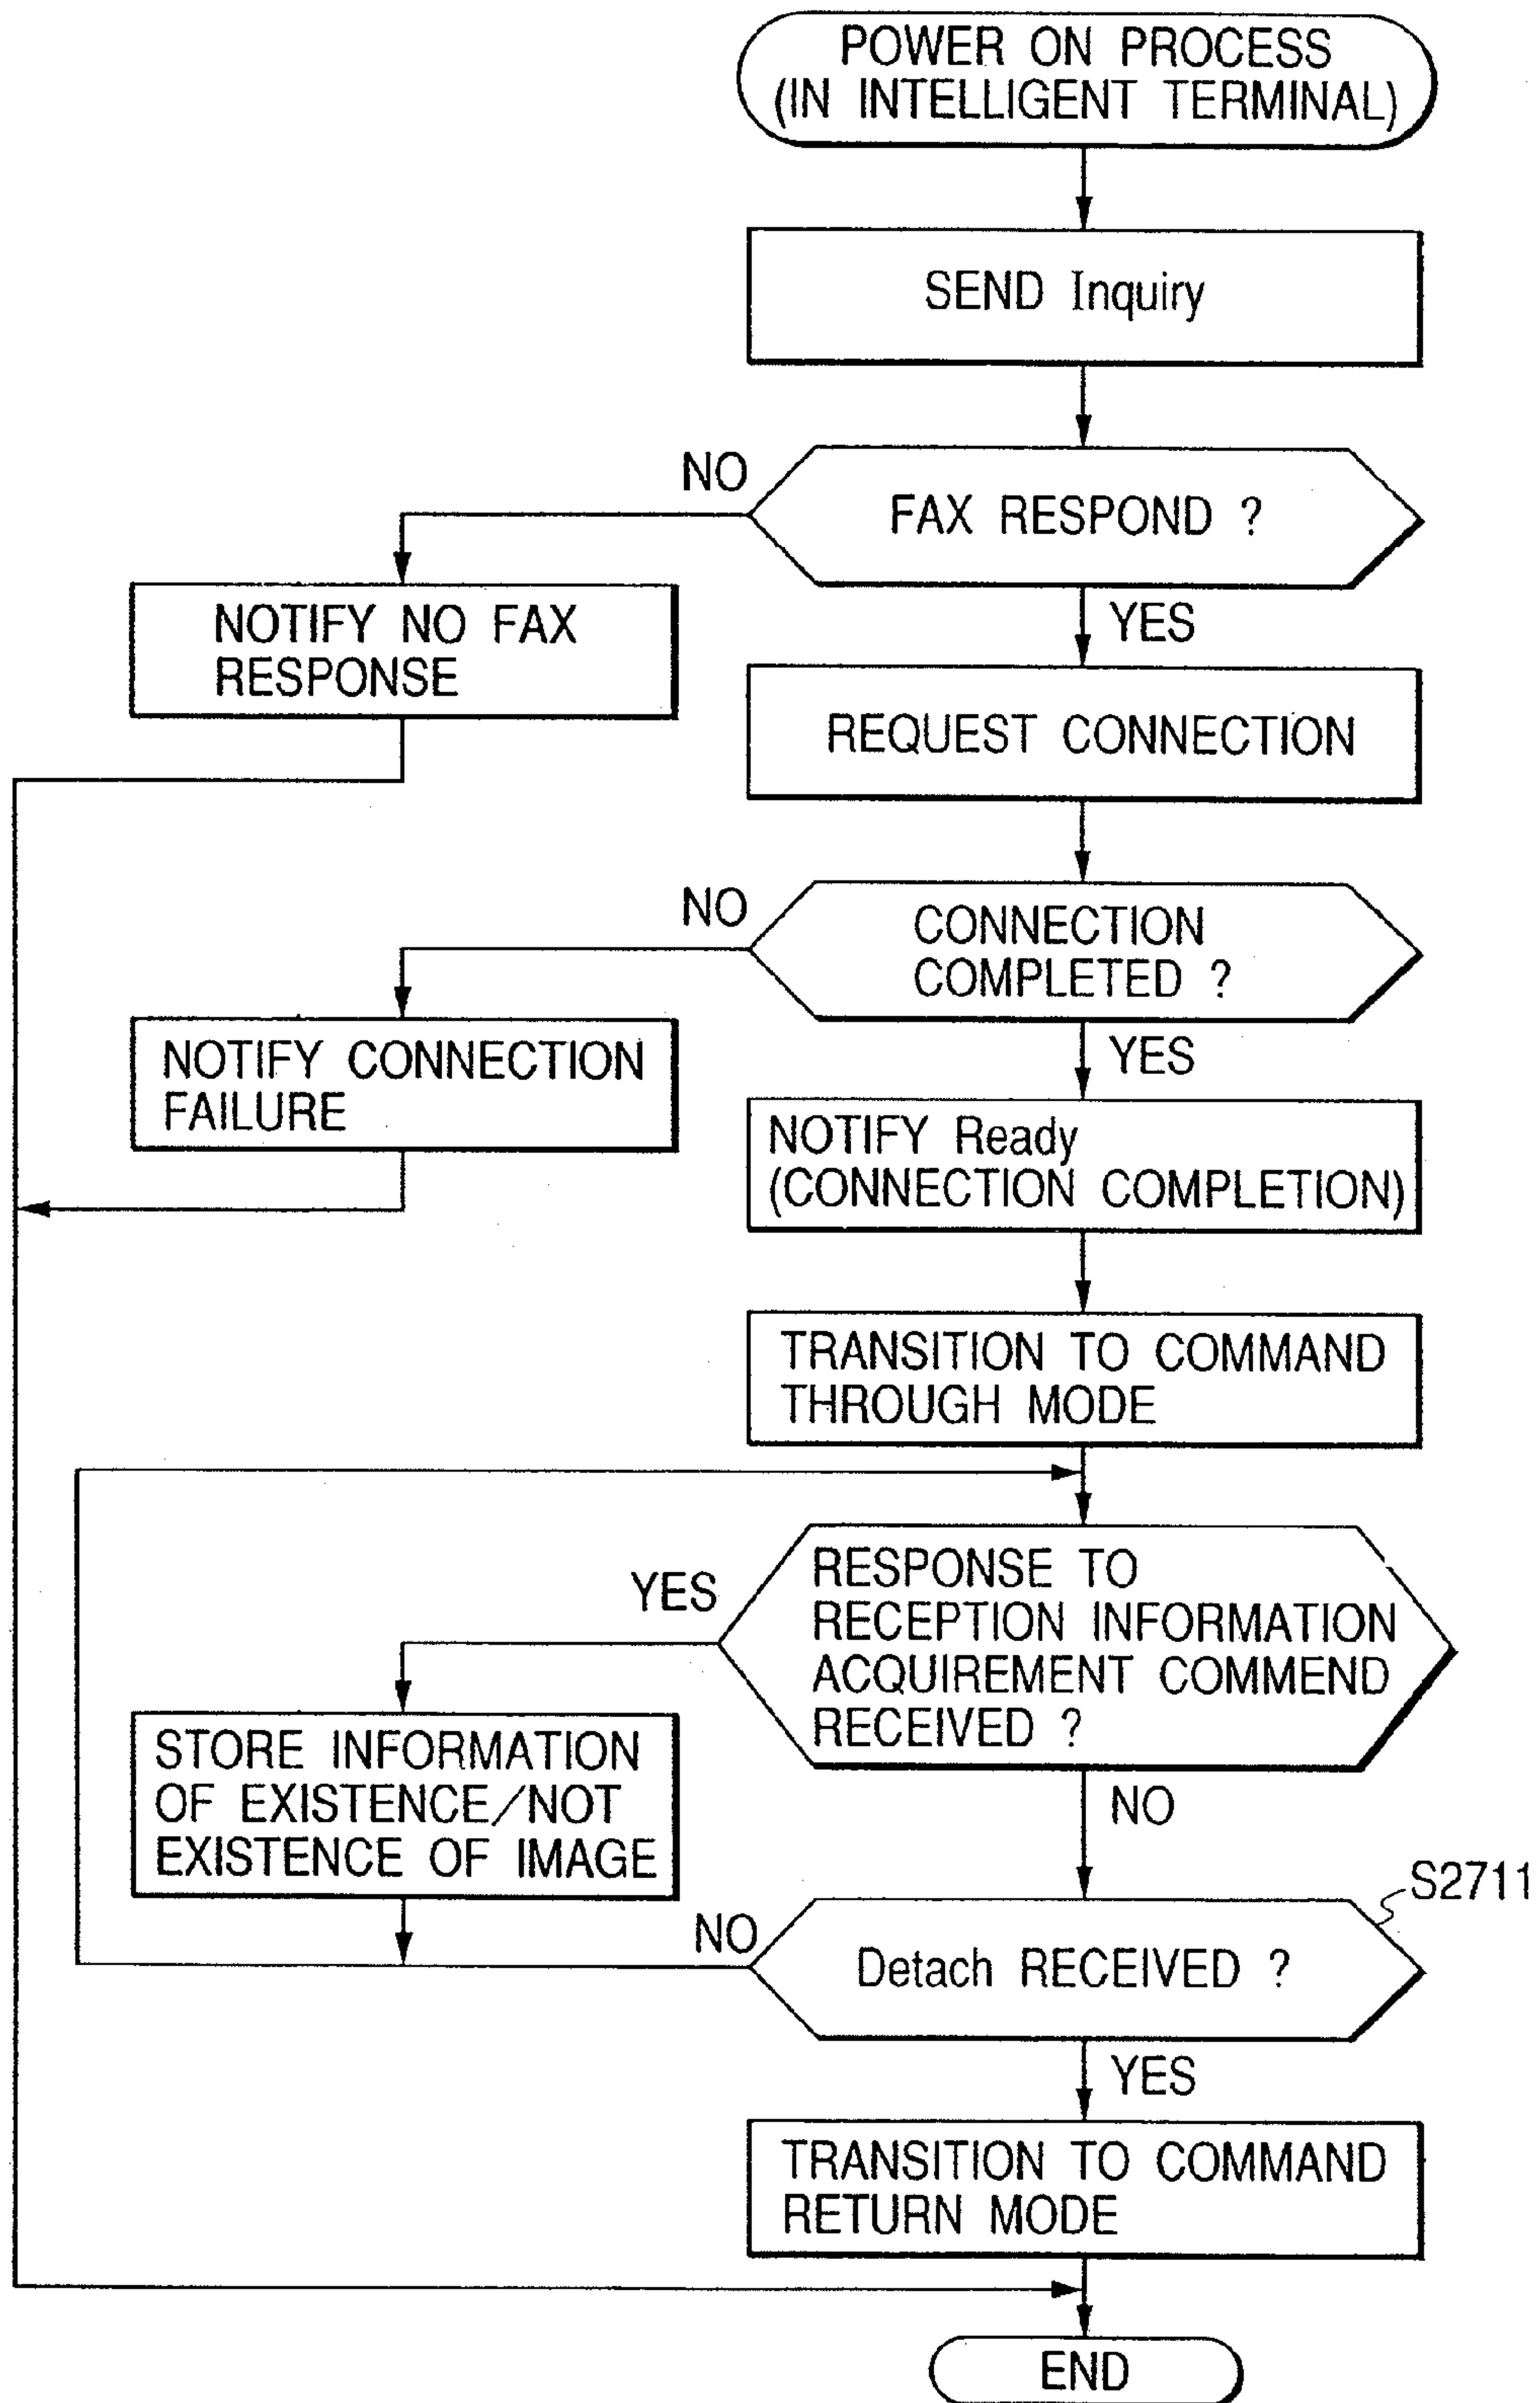 POWER ON PROCESS
(IN INTELLIGENT TERMINAL)
SEND Inquiry
NO
FAX RESPOND ?
YES
NOTIFY NO FAX
RESPONSE
REQUEST CONNECTION
NO
CONNECTION
COMPLETED ?
YES
NOTIFY CONNECTION
FAILURE
NOTIFY Ready
(CONNECTION COMPLETION)
TRANSITION TO COMMAND
THROUGH MODE
YES
RESPONSE TO
RECEPTION INFORMATION
ACQUIREMENT COMMEND
RECEIVED ?
STORE INFORMATION
OF EXISTENCE/NOT
EXISTENCE OF IMAGE
NO
S2711
NO
Detach RECEIVED ?
YES
TRANSITION TO COMMAND
RETURN MODE
END